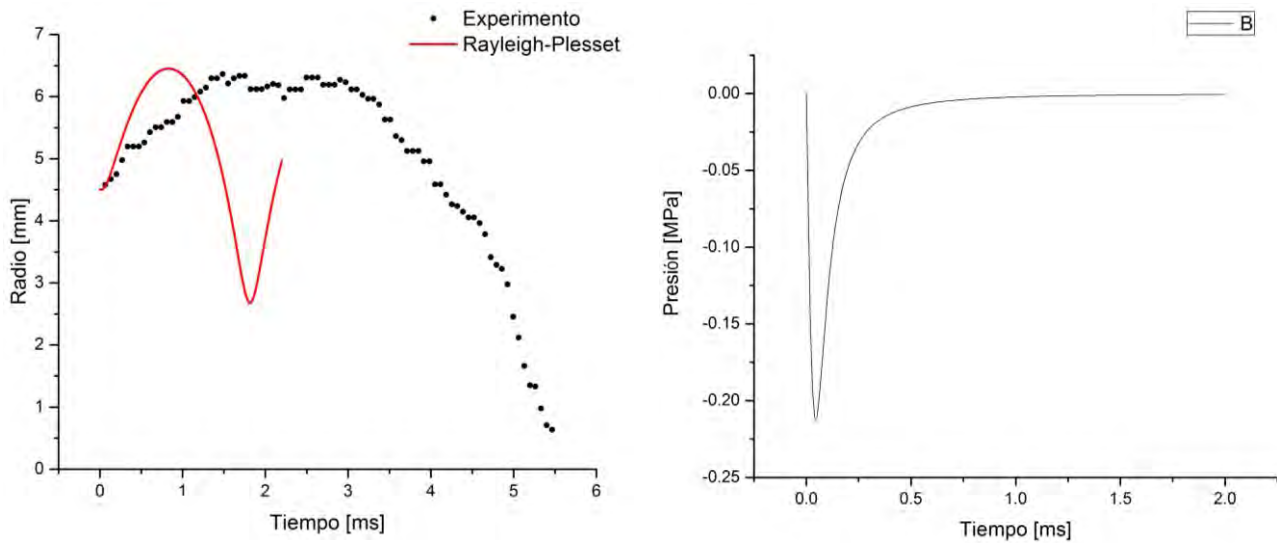 Experimento
Rayleigh-Plesset
7
6
5
4
3
2
1
0
0 1 2 3 4 5 6
Radio [mm]
Tiempo [ms]
B
0.00
-0.05
-0.10
-0.15
-0.20
-0.25
0.0 0.5 1.0 1.5 2.0
Presión [MPa]
Tiempo [ms]